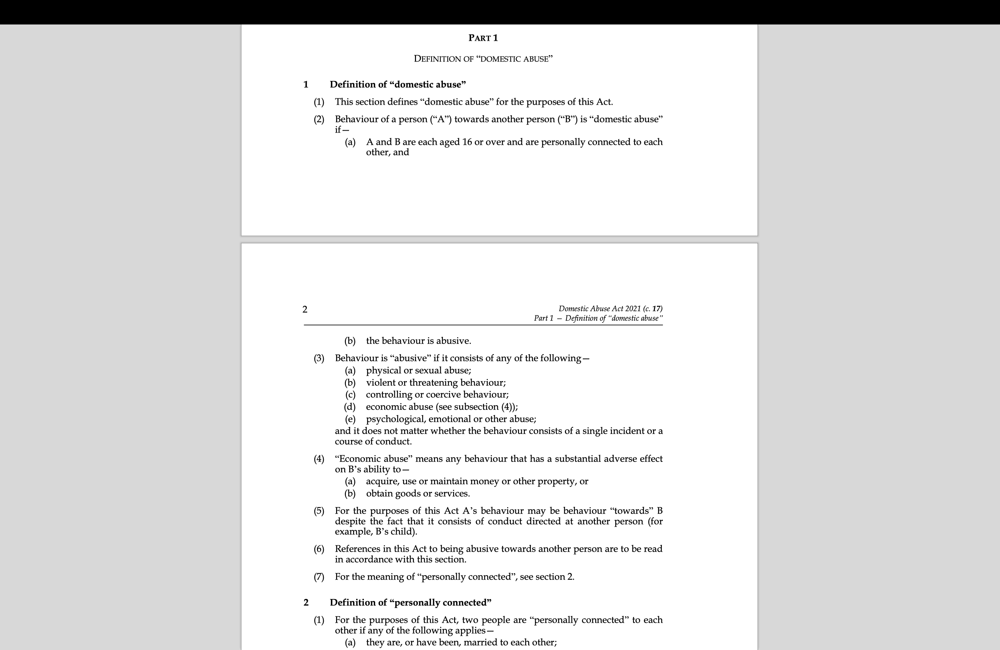 PART 1
DEFINITION OF “DOMESTIC ABUSE”
1 Definition of “domestic abuse”
(1) This section defines “domestic abuse” for the purposes of this Act.
(2) Behaviour of a person (“A”) towards another person (“B”) is “domestic abuse”
if—
(a) A and B are each aged 16 or over and are personally connected to each
other, and
2 Domestic Abuse Act 2021 (c. 17)
Part 1 — Definition of “domestic abuse”
(b) the behaviour is abusive.
(3) Behaviour is “abusive” if it consists of any of the following—
(a) physical or sexual abuse;
(b) violent or threatening behaviour;
(c) controlling or coercive behaviour;
(d) economic abuse (see subsection (4));
(e) psychological, emotional or other abuse;
and it does not matter whether the behaviour consists of a single incident or a
course of conduct.
(4) “Economic abuse” means any behaviour that has a substantial adverse effect
on B’s ability to—
(a) acquire, use or maintain money or other property, or
(b) obtain goods or services.
(5) For the purposes of this Act A’s behaviour may be behaviour “towards” B
despite the fact that it consists of conduct directed at another person (for
example, B’s child).
(6) References in this Act to being abusive towards another person are to be read
in accordance with this section.
(7) For the meaning of “personally connected”, see section 2.
2 Definition of “personally connected”
(1) For the purposes of this Act, two people are “personally connected” to each
other if any of the following applies—
(a) they are, or have been, married to each other;